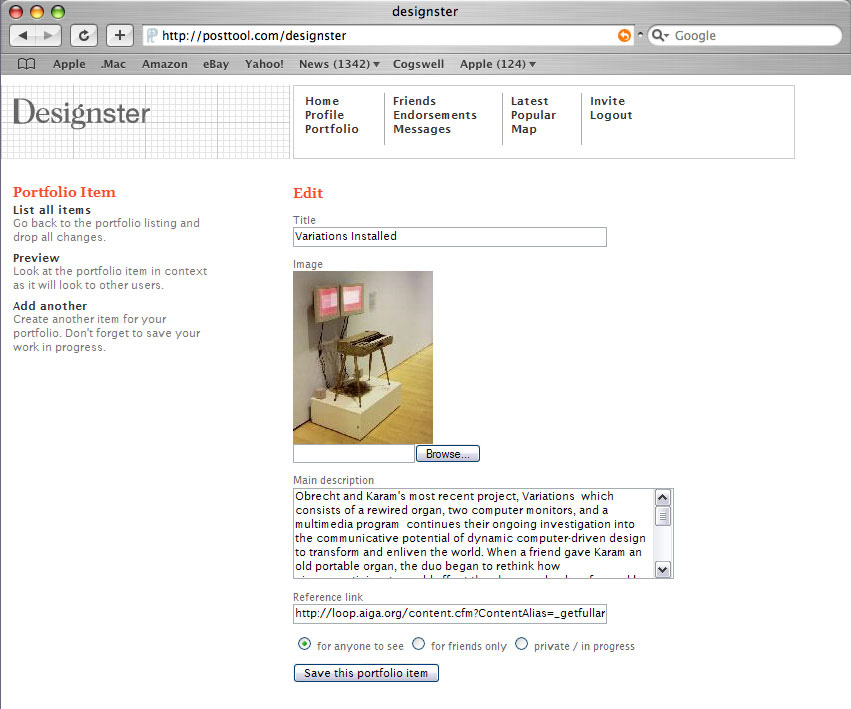 designster
http://posttool.com/designster
Google
Apple .Mac Amazon eBay Yahoo! News (1342) Cogswell Apple (124)
Designster
Home
Profile
Portfolio
Friends
Endorsements
Messages
Latest
Popular
Map
Invite
Logout
Portfolio Item
List all items
Go back to the portfolio listing and
drop all changes.
Preview
Look at the portfolio item in context
as it will look to other users.
Add another
Create another item for your
portfolio. Don't forget to save your
work in progress.
Edit
Title
Variations Installed
Image
Browse...
Main description
Obrecht and Karam's most recent project, Variations which
consists of a rewired organ, two computer monitors, and a
multimedia program continues their ongoing investigation into
the communicative potential of dynamic computer-driven design
to transform and enliven the world. When a friend gave Karam an
old portable organ, the duo began to rethink how
Reference link
http://loop.aiga.org/content.cfm?ContentAlias=_getfullar
for anyone to see for friends only private / in progress
Save this portfolio item